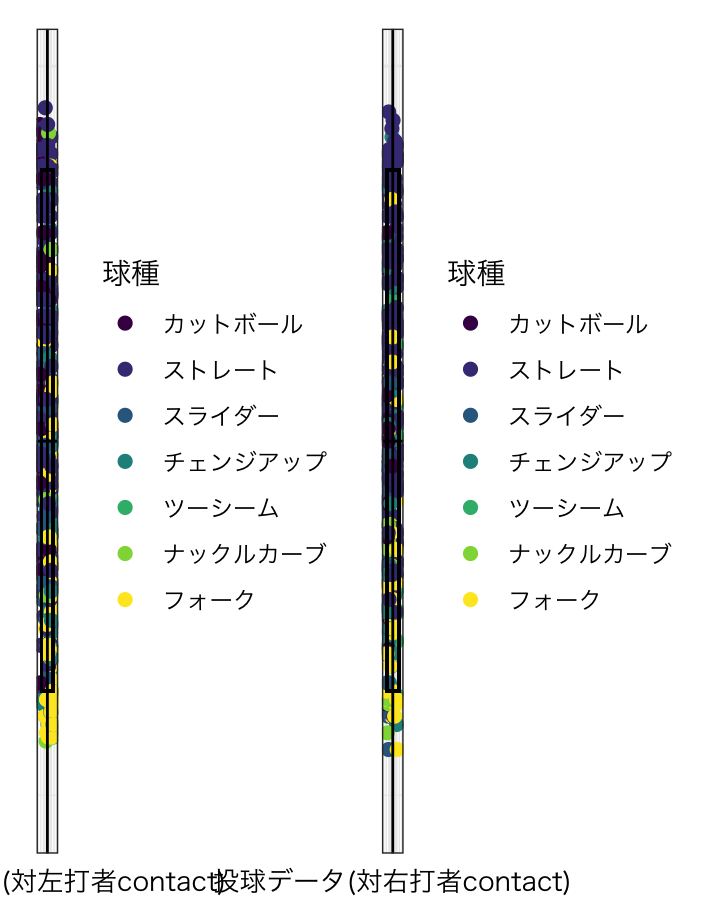 球種
カットボール
ストレート
スライダー
チェンジアップ
ツーシーム
ナックルカーブ
フォーク
球種
カットボール
ストレート
スライダー
チェンジアップ
ツーシーム
ナックルカーブ
フォーク
(対左打者contact)
投球データ(対右打者contact)